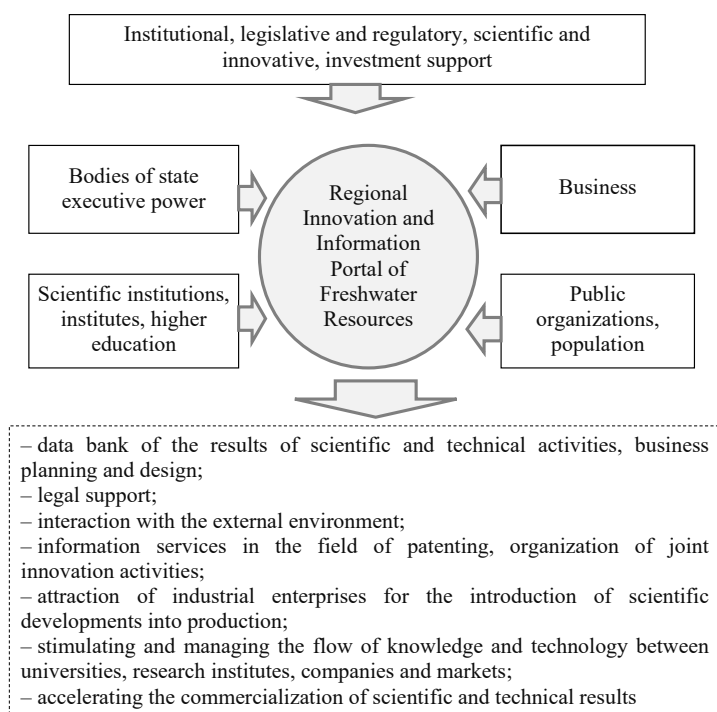 Institutional, legislative and regulatory, scientific and
innovative, investment support
Bodies of state
executive power
Regional
Innovation and
Information
Portal of
Freshwater
Resources
Business
Scientific institutions,
institutes, higher
education
Public
organizations,
population
– data bank of the results of scientific and technical activities, business
planning and design;
– legal support;
– interaction with the external environment;
– information services in the field of patenting, organization of joint
innovation activities;
– attraction of industrial enterprises for the introduction of scientific
developments into production;
– stimulating and managing the flow of knowledge and technology between
universities, research institutes, companies and markets;
– accelerating the commercialization of scientific and technical results